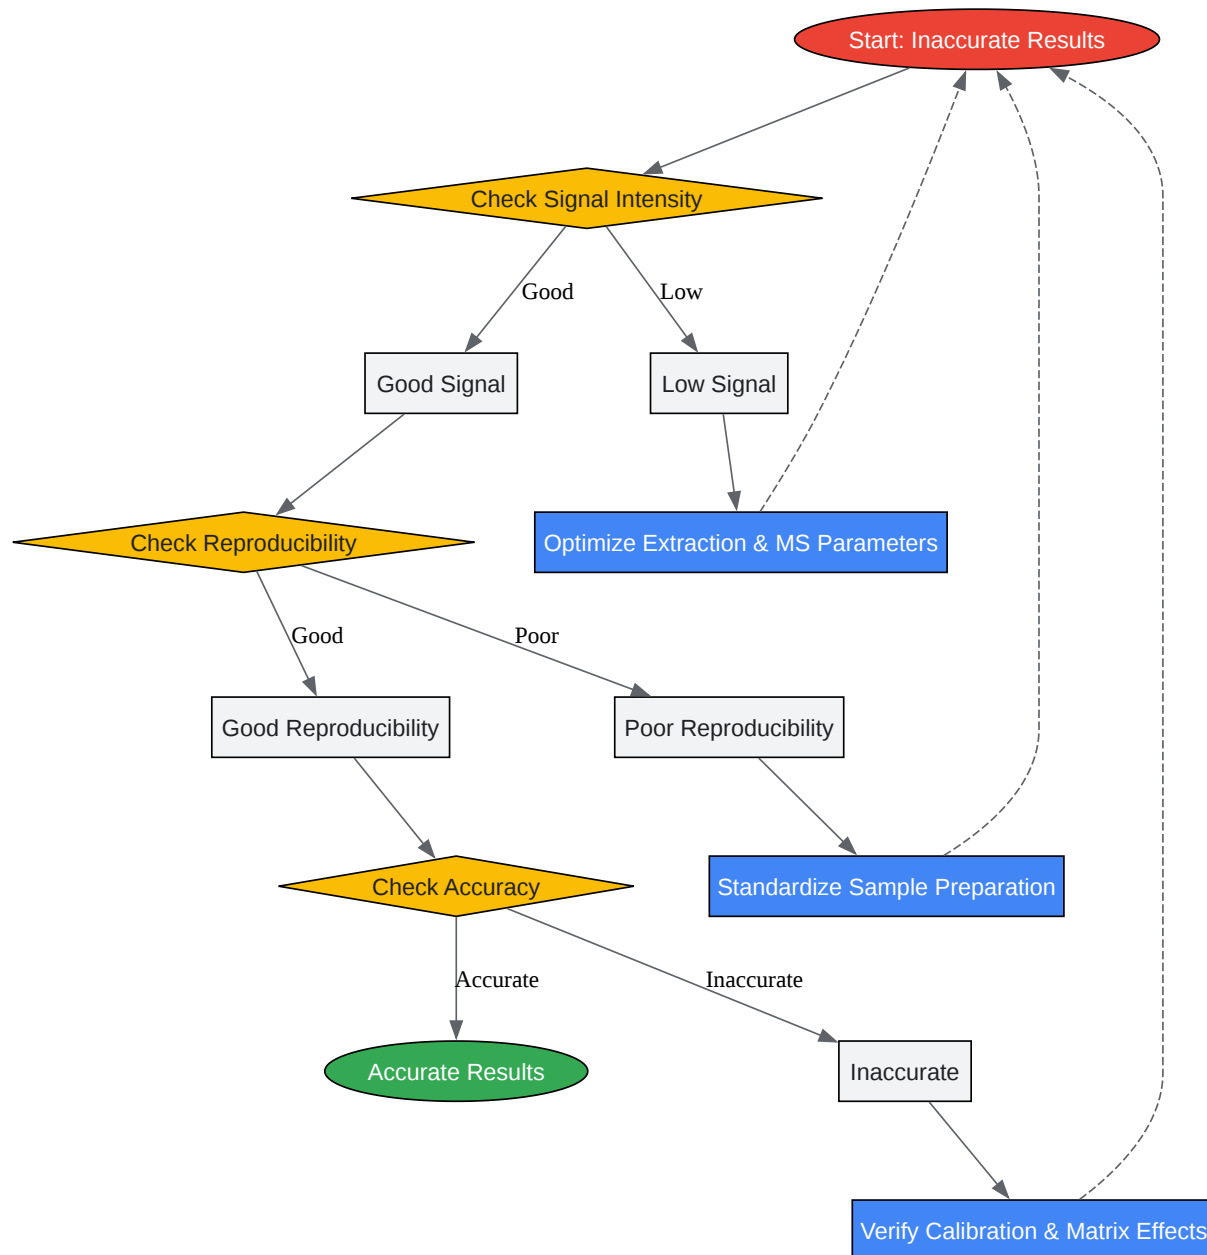 Start: Inaccurate Results
Check Signal Intensity
Good
Low
Good Signal
Low Signal
Check Reproducibility
Optimize Extraction & MS Parameters
Good
Poor
Good Reproducibility
Poor Reproducibility
Check Accuracy
Standardize Sample Preparation
Accurate
Inaccurate
Accurate Results
Inaccurate
Verify Calibration & Matrix Effects